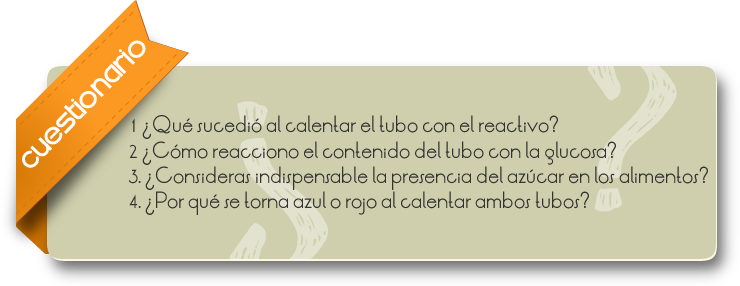 cuestionario
1 ¿Qué sucedió al calentar el tubo con el reactivo?
2 ¿Cómo reacciono el contenido del tubo con la glucosa?
3. ¿Consideras indispensable la presencia del azúcar en los alimentos?
4. ¿Por qué se torna azul o rojo al calentar ambos tubos?